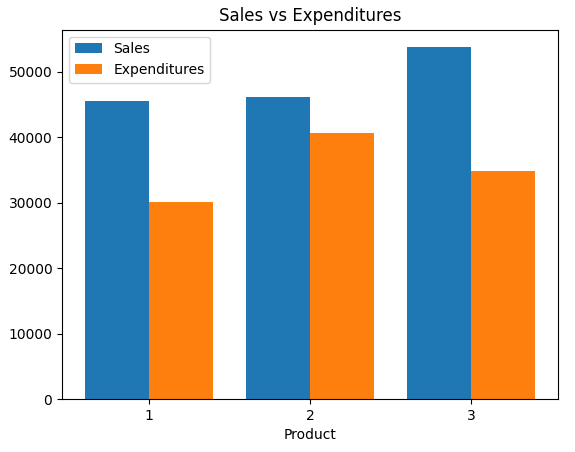 Sales vs Expenditures
Sales
Expenditures
50000
40000
30000
20000
10000
0
1 2 3
Product